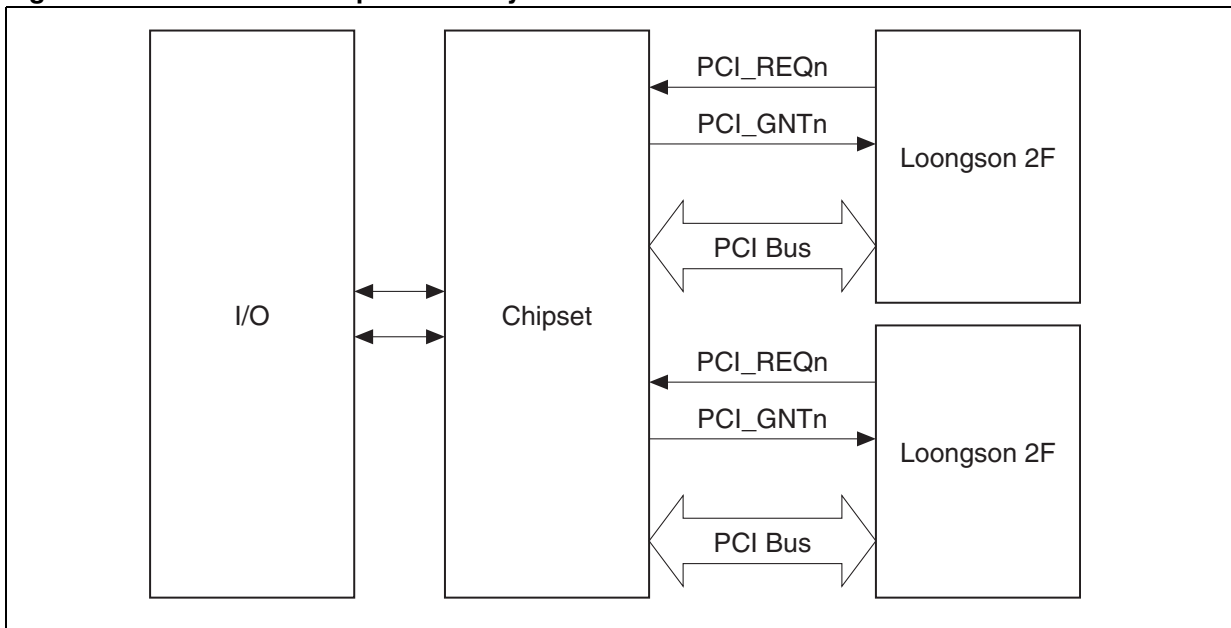 PCI_REQn
PCI_GNTn
Loongson 2F
PCI Bus
I/O
Chipset
PCI_REQn
PCI_GNTn
Loongson 2F
PCI Bus